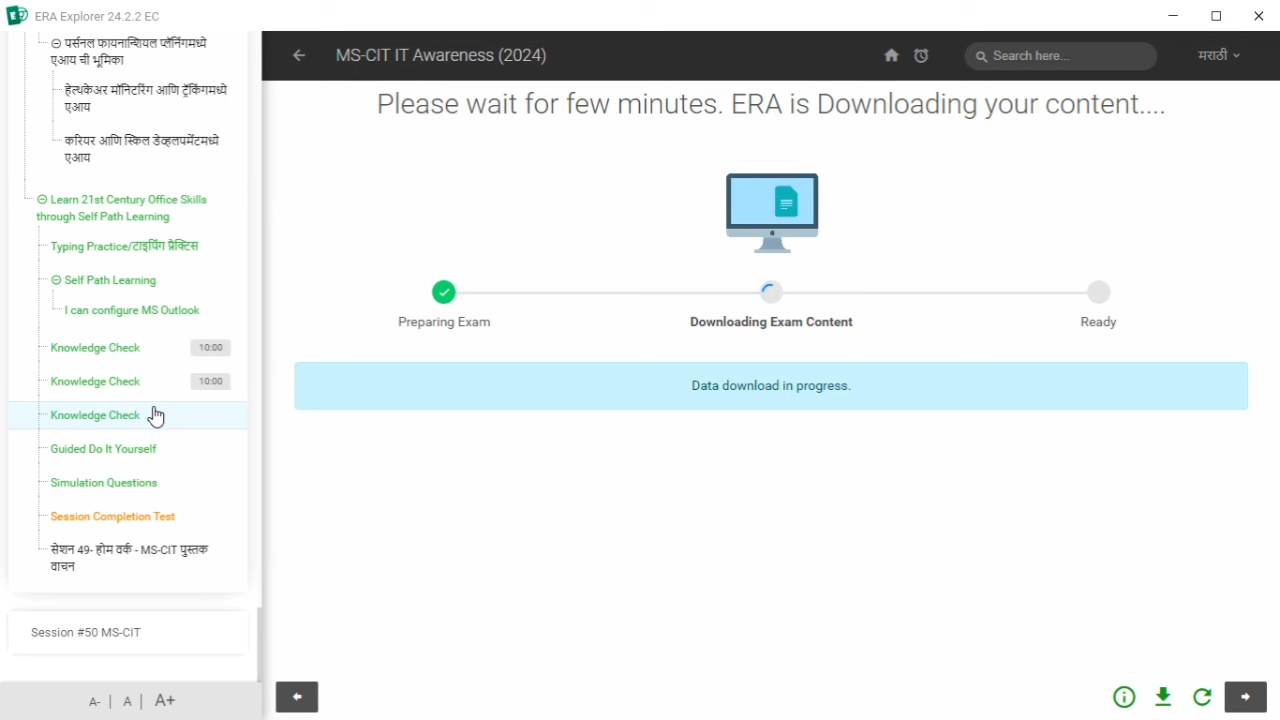 ERA Explorer 24.2.2 EC
पर्सनल फायनान्शियल प्लॅनिंगमध्ये
एआय ची भूमिका
हेल्थकेअर मॉनिटरिंग आणि ट्रॅकिंगमध्ये
एआय
करियर आणि स्किल डेव्हलपमेंटमध्ये
एआय
Learn 21st Century Office Skills
through Self Path Learning
Typing Practice/टाइपिंग प्रॅक्टिस
Self Path Learning
I can configure MS Outlook
Knowledge Check 10:00
Knowledge Check 10:00
Knowledge Check
Guided Do It Yourself
Simulation Questions
Session Completion Test
सेशन 49- होम वर्क - MS-CIT पुस्तक
वाचन
Session #50 MS-CIT
A- | A | A+
MS-CIT IT Awareness (2024)
Search here...
मराठी
Please wait for few minutes. ERA is Downloading your content....
Preparing Exam
Downloading Exam Content
Ready
Data download in progress.